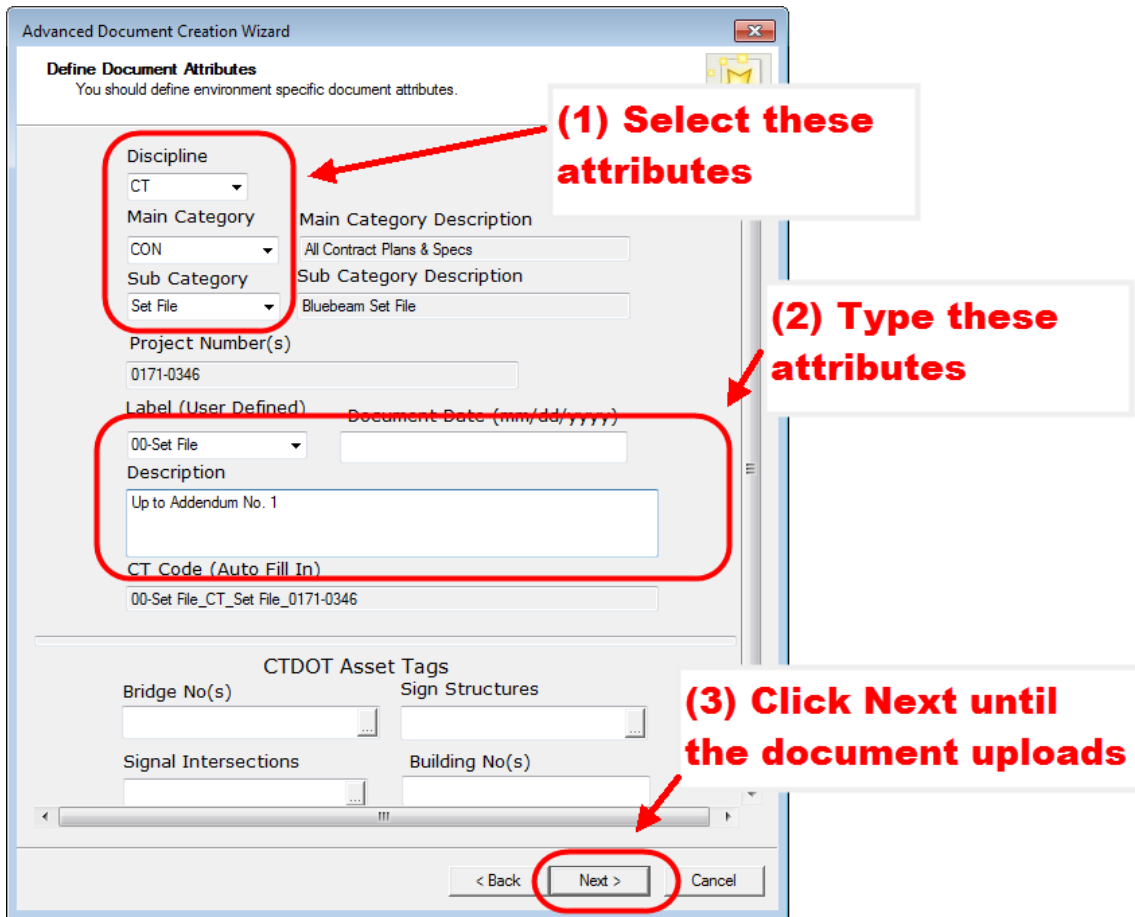 Advanced Document Creation Wizard
Define Document Attributes
You should define environment specific document attributes.
(1) Select these
attributes
Discipline
CT
Main Category
Main Category Description
CON
All Contract Plans & Specs
Sub Category
Sub Category Description
Set File
Bluebeam Set File
(2) Type these
attributes
Project Number(s)
0171-0346
Label (User Defined)
Document Date (mm/dd/yyyy)
00-Set File
Description
Up to Addendum No. 1
CT Code (Auto Fill In)
00-Set File_CT_Set File_0171-0346
CTDOT Asset Tags
Bridge No(s)
Sign Structures
...
...
(3) Click Next until
the document uploads
Signal Intersections
Building No(s)
...
< Back
Next >
Cancel